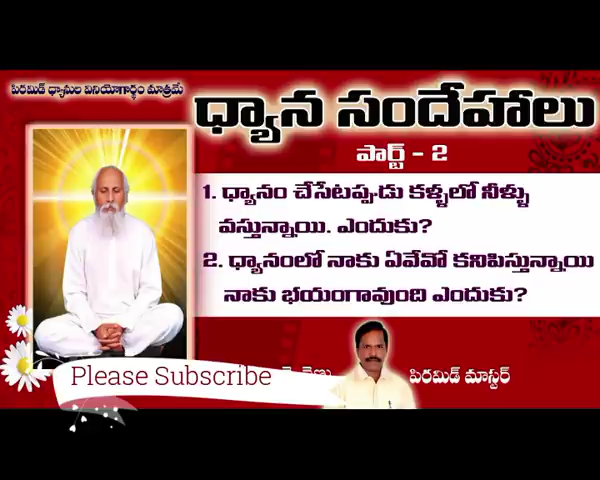 పిరమిడ్ ధ్యానుల వినియోగార్థం మాత్రమే
ధ్యాన సందేహాలు
పార్ట్ - 2
1. ధ్యానం చేసేటప్పుడు కళ్ళలో నీళ్ళు
వస్తున్నాయి. ఎందుకు?
2. ధ్యానంలో నాకు ఏవేవో కనిపిస్తున్నాయి
నాకు భయంగావుంది ఎందుకు?
Please Subscribe
పిరమిడ్ మాస్టర్